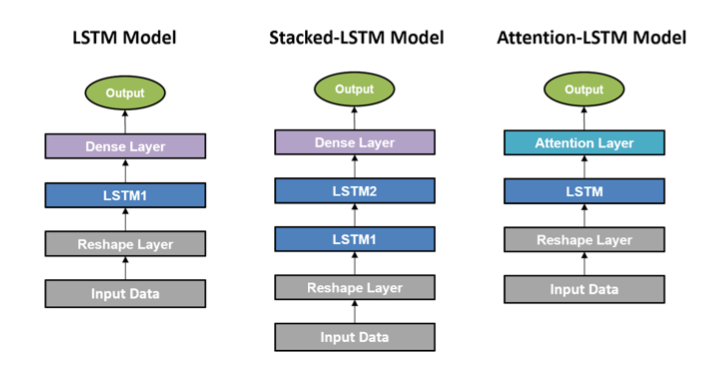 LSTM Model
Output
Dense Layer
LSTM1
Reshape Layer
Input Data
Stacked-LSTM Model
Output
Dense Layer
LSTM2
LSTM1
Reshape Layer
Input Data
Attention-LSTM Model
Output
Attention Layer
LSTM
Reshape Layer
Input Data